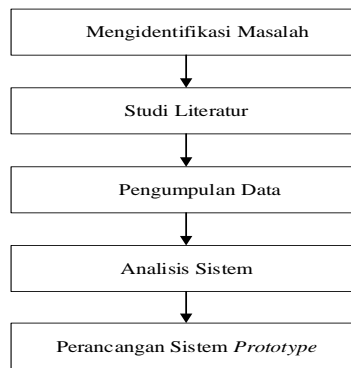 Mengidentifikasi Masalah
Studi Literatur
Pengumpulan Data
Analisis Sistem
Perancangan Sistem Prototype